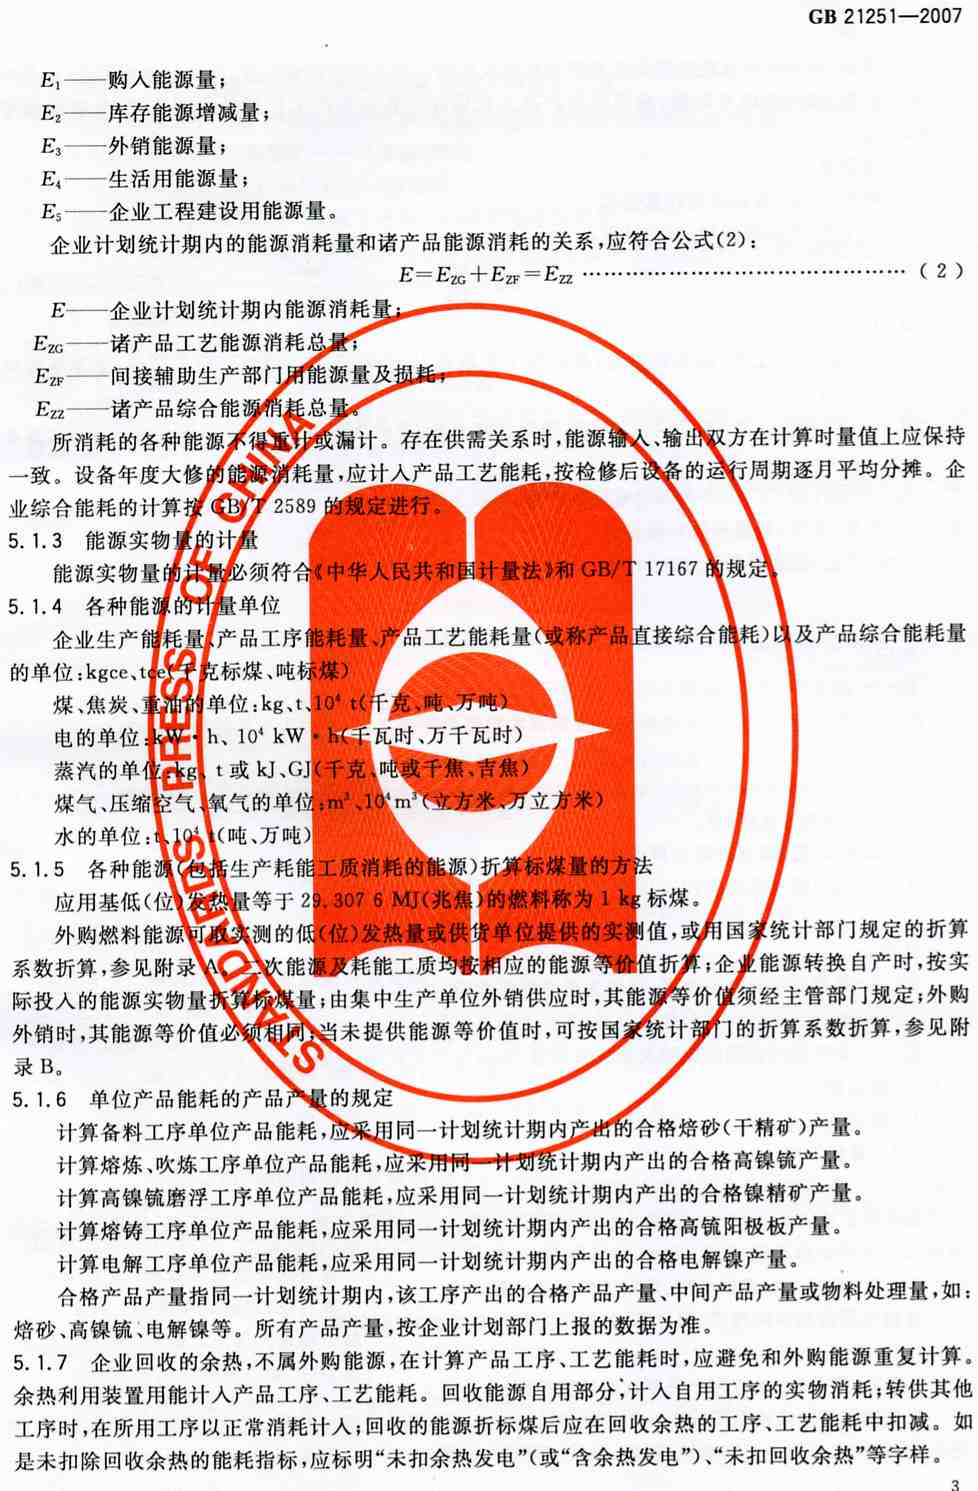 GB 21251—2007
E₁——购入能源量;
E₂——库存能源增减量;
E₃——外销能源量;
E₄——生活用能源量;
E₅——企业工程建设用能源量。
企业计划统计期内的能源消耗量和诸产品能源消耗的关系,应符合公式(2):
E=E_ZG+E_ZF=E_ZZ ……………………………………( 2 )
E——企业计划统计期内能源消耗量;
E_ZG——诸产品工艺能源消耗总量;
E_ZF——间接辅助生产部门用能源量及损耗;
E_ZZ——诸产品综合能源消耗总量。
所消耗的各种能源不得重计或漏计。存在供需关系时,能源输入、输出双方在计算时量值上应保持
一致。设备年度大修的能源消耗量,应计入产品工艺能耗,按检修后设备的运行周期逐月平均分摊。企
业综合能耗的计算按 GB/T 2589 的规定进行。
5.1.3 能源实物量的计量
能源实物量的计量必须符合《中华人民共和国计量法》和 GB/T 17167 的规定。
5.1.4 各种能源的计量单位
企业生产能耗量、产品工序能耗量、产品工艺能耗量(或称产品直接综合能耗)以及产品综合能耗量
的单位:kgce、tce(千克标煤、吨标煤)
煤、焦炭、重油的单位:kg、t、10⁴ t(千克、吨、万吨)
电的单位:kW·h、10⁴ kW·h(千瓦时、万千瓦时)
蒸汽的单位:kg、t 或 kJ、GJ(千克、吨或千焦、吉焦)
煤气、压缩空气、氧气的单位:m³、10⁴m³(立方米、万立方米)
水的单位:t、10⁴ t(吨、万吨)
5.1.5 各种能源(包括生产耗能工质消耗的能源)折算标煤量的方法
应用基低(位)发热量等于 29.307 6 MJ(兆焦)的燃料称为 1 kg 标煤。
外购燃料能源可取实测的低(位)发热量或供货单位提供的实测值,或用国家统计部门规定的折算
系数折算,参见附录 A。二次能源及耗能工质均按相应的能源等价值折算;企业能源转换自产时,按实
际投入的能源实物量折算标煤量;由集中生产单位外销供应时,其能源等价值须经主管部门规定;外购
外销时,其能源等价值必须相同;当未提供能源等价值时,可按国家统计部门的折算系数折算,参见附
录 B。
5.1.6 单位产品能耗的产品产量的规定
计算备料工序单位产品能耗,应采用同一计划统计期内产出的合格焙砂(干精矿)产量。
计算熔炼、吹炼工序单位产品能耗,应采用同一计划统计期内产出的合格高镍锍产量。
计算高镍锍磨浮工序单位产品能耗,应采用同一计划统计期内产出的合格镍精矿产量。
计算熔铸工序单位产品能耗,应采用同一计划统计期内产出的合格高锍阳极板产量。
计算电解工序单位产品能耗,应采用同一计划统计期内产出的合格电解镍产量。
合格产品产量指同一计划统计期内,该工序产出的合格产品产量、中间产品产量或物料处理量,如:
焙砂、高镍锍、电解镍等。所有产品产量,按企业计划部门上报的数据为准。
5.1.7 企业回收的余热,不属外购能源,在计算产品工序、工艺能耗时,应避免和外购能源重复计算。
余热利用装置用能计入产品工序、工艺能耗。回收能源自用部分,计入自用工序的实物消耗;转供其他
工序时,在所用工序以正常消耗计入;回收的能源折标煤后应在回收余热的工序、工艺能耗中扣减。如
是未扣除回收余热的能耗指标,应标明“未扣余热发电”(或“含余热发电”)、“未扣回收余热”等字样。
3
STANDARDS PRESS OF CHINA